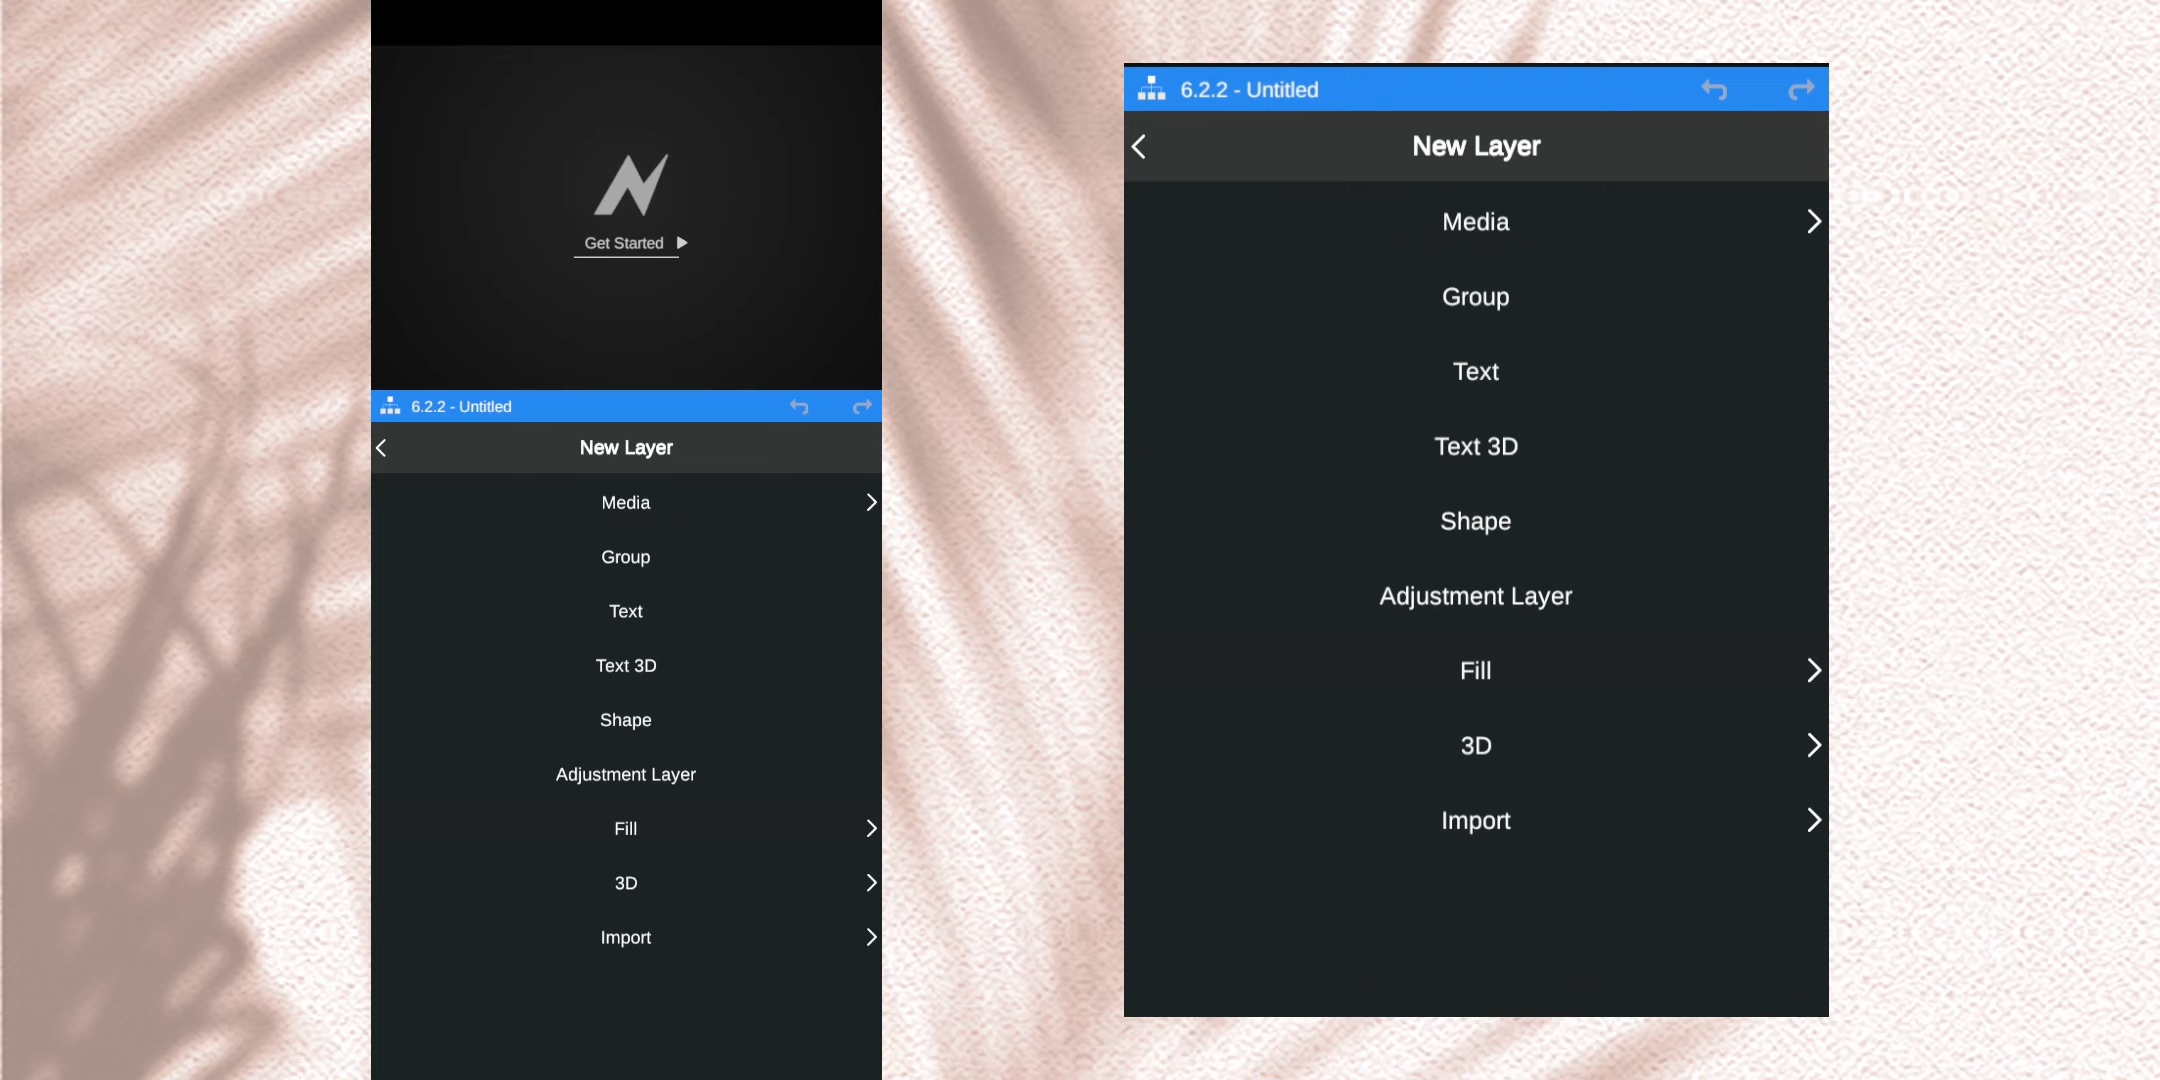 Get Started
6.2.2 - Untitled
New Layer
Media
Group
Text
Text 3D
Shape
Adjustment Layer
Fill
3D
Import
6.2.2 - Untitled
New Layer
Media
Group
Text
Text 3D
Shape
Adjustment Layer
Fill
3D
Import